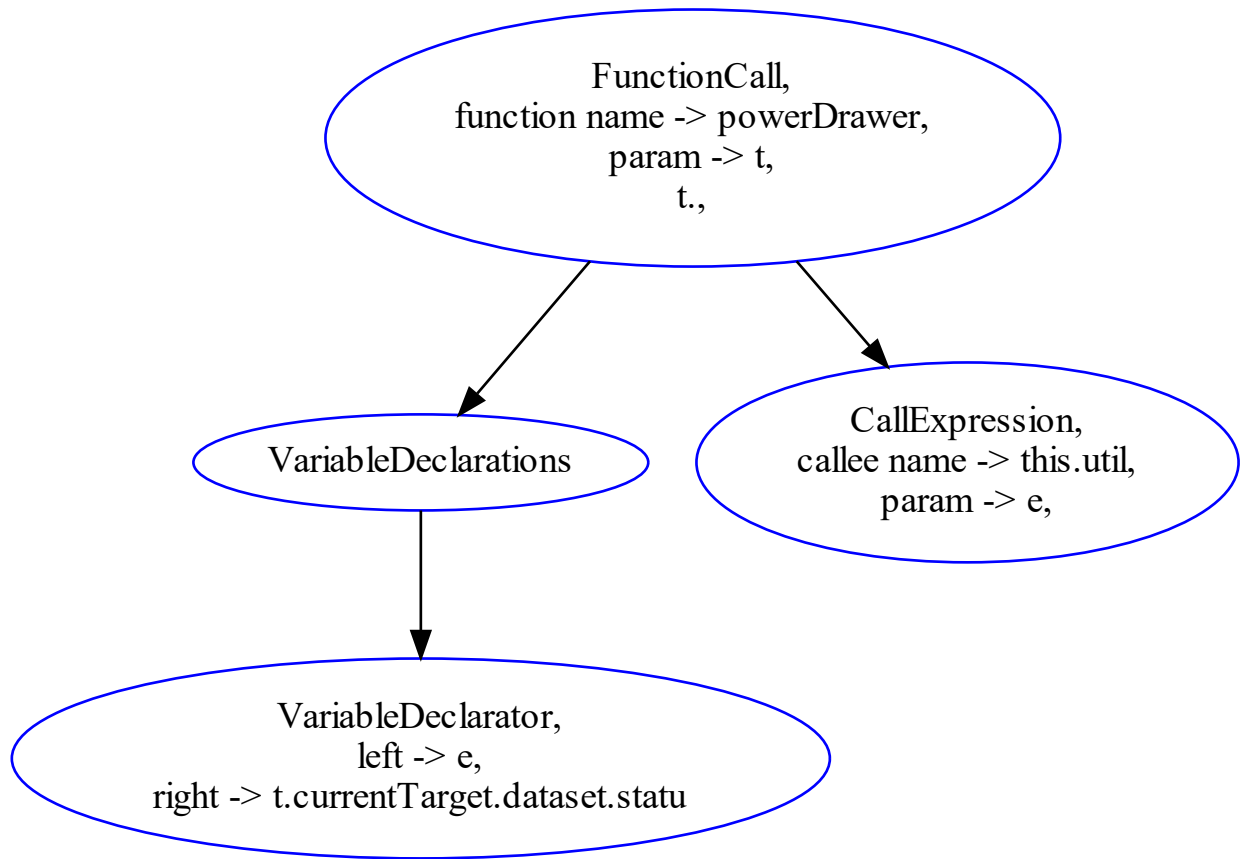 FunctionCall,
function name -> powerDrawer,
param -> t,
t.,
VariableDeclarations
CallExpression,
callee name -> this.util,
param -> e,
VariableDeclarator,
left -> e,
right -> t.currentTarget.dataset.statu